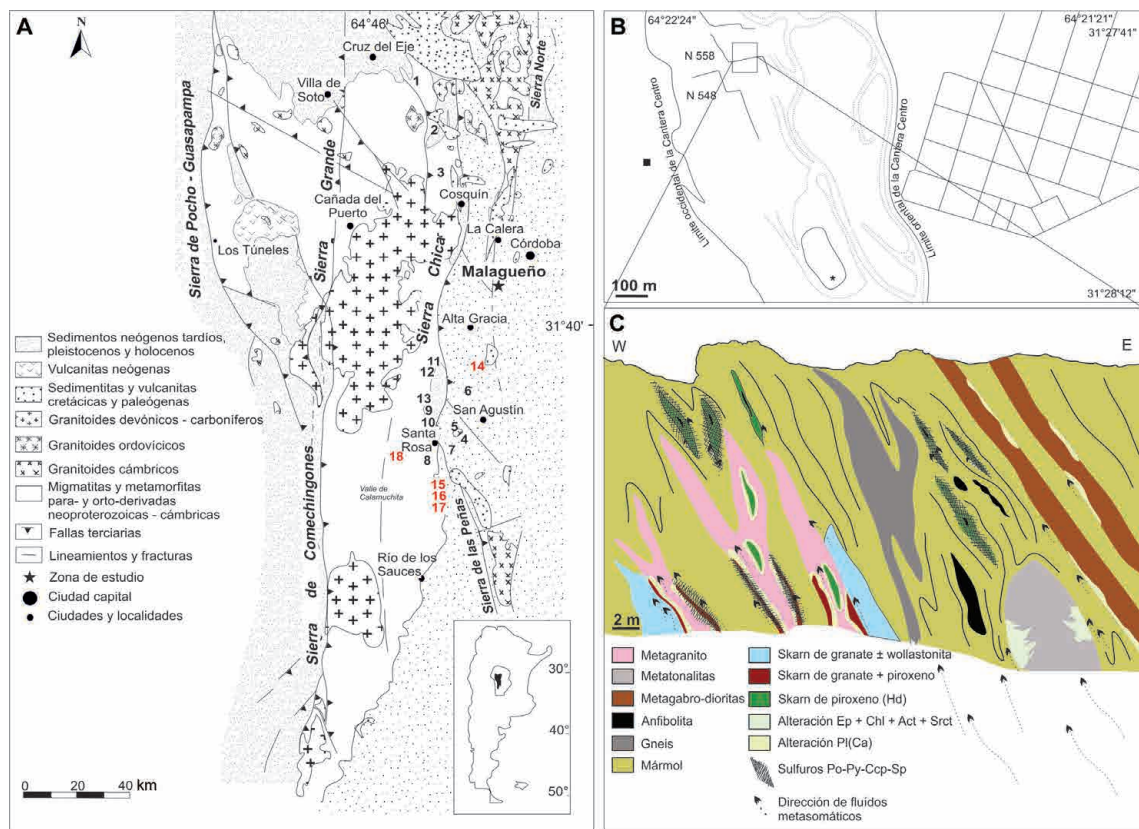 A
64°46'
Cruz del Eje
1
Villa de
Soto
2
Sierra Norte
3
Sierra de Pocho - Guasapampa
Sierra Grande
Cañada del
Puerto
Cosquín
La Calera
Córdoba
Los Túneles
Sierra Chica
Malagueño
31°40'
Alta Gracia
11
14
12
6
13
9
San Agustín
10
5
4
Santa
Rosa
7
18
8
Valle de
Calamuchita
15
16
17
Sierra de Comechingones
Sierra de las Peñas
Río de los
Sauces
Sedimentos neógenos tardíos,
pleistocenos y holocenos
Vulcanitas neógenas
Sedimentitas y vulcanitas
cretácicas y paleógenas
Granitoides devónicos - carboníferos
Granitoides ordovícicos
Granitoides cámbricos
Migmatitas y metamorfitas
para- y orto-derivadas
neoproterozoicas - cámbricas
Fallas terciarias
Lineamientos y fracturas
Zona de estudio
Ciudad capital
Ciudades y localidades
0 20 40
km
30°
40°
50°
B
64°22'24"
64°21'21"
31°27'41"
N 558
N 548
Límite occidental de la Cantera Centro
Límite oriental de la Cantera Centro
100 m
31°28'12"
C
W
E
2 m
Metagranito
Metatonalitas
Metagabro-dioritas
Anfibolita
Gneis
Mármol
Skarn de granate ± wollastonita
Skarn de granate + piroxeno
Skarn de piroxeno (Hd)
Alteración Ep + Chl + Act + Srct
Alteración Pl(Ca)
Sulfuros Po-Py-Ccp-Sp
Dirección de fluídos
metasomáticos